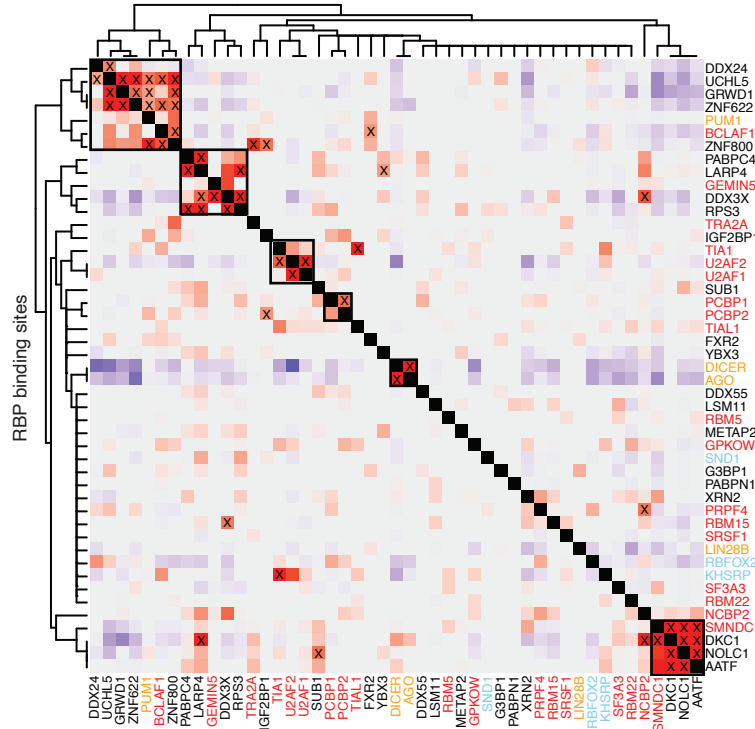 DDX24
UCHL5
GRWD1
ZNF622
PUM1
BCLAF1
ZNF800
PABPC4
LARP4
GEMIN5
DDX3X
RPS3
TRA2A
IGF2BP1
TIA1
U2AF2
U2AF1
SUB1
PCBP1
PCBP2
TIAL1
FXR2
YBX3
DICER
AGO
DDX55
LSM11
RBM5
METAP2
GPKOW
SND1
G3BP1
PABPN1
XRN2
PRPF4
RBM15
SRSF1
LIN28B
RBFOX2
KHSRP
SF3A3
RBM22
NCBP2
SMNDC
DKC1
NOLC1
AATF
RBP binding sites
DDX24
UCHL5
GRWD1
ZNF622
PUM1
BCLAF1
ZNF800
PABPC4
LARP4
GEMIN5
DDX3X
RPS3
TRA2A
IGF2BP1
TIA1
U2AF2
U2AF1
SUB1
PCBP1
PCBP2
TIAL1
FXR2
YBX3
DICER
AGO
DDX55
LSM11
RBM5
METAP2
GPKOW
SND1
G3BP1
PABPN1
XRN2
PRPF4
RBM15
SRSF1
LIN28B
RBFOX2
KHSRP
SF3A3
RBM22
NCBP2
SMNDC1
DKC1
NOLC1
AATF